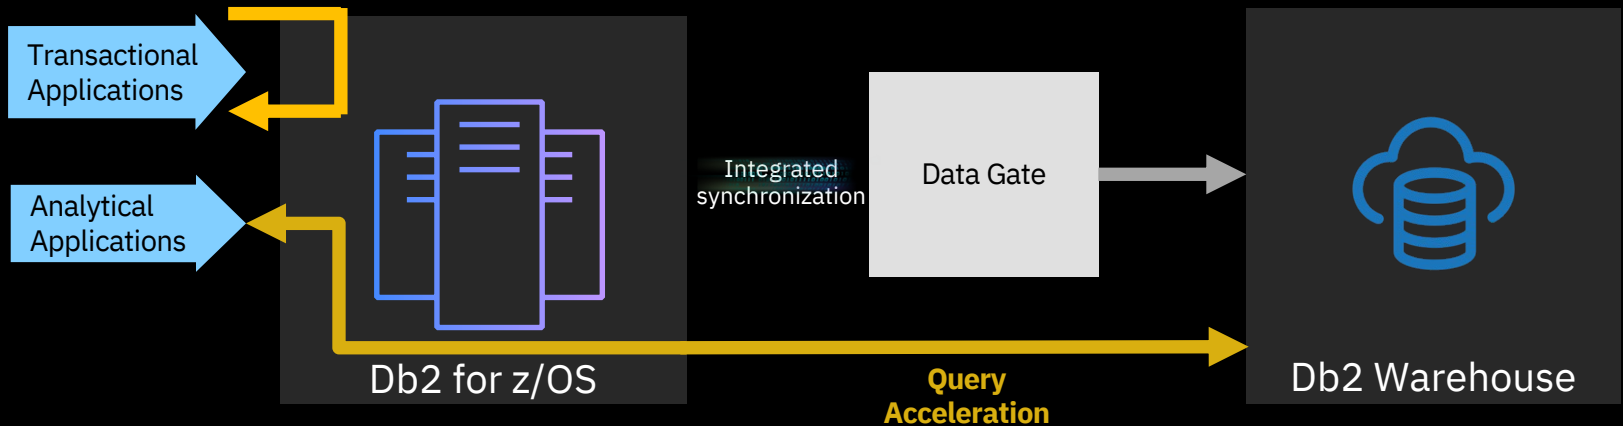 Transactional
Applications
Analytical
Applications
Db2 for z/OS
Integrated
synchronization
Data Gate
Query
Acceleration
Db2 Warehouse